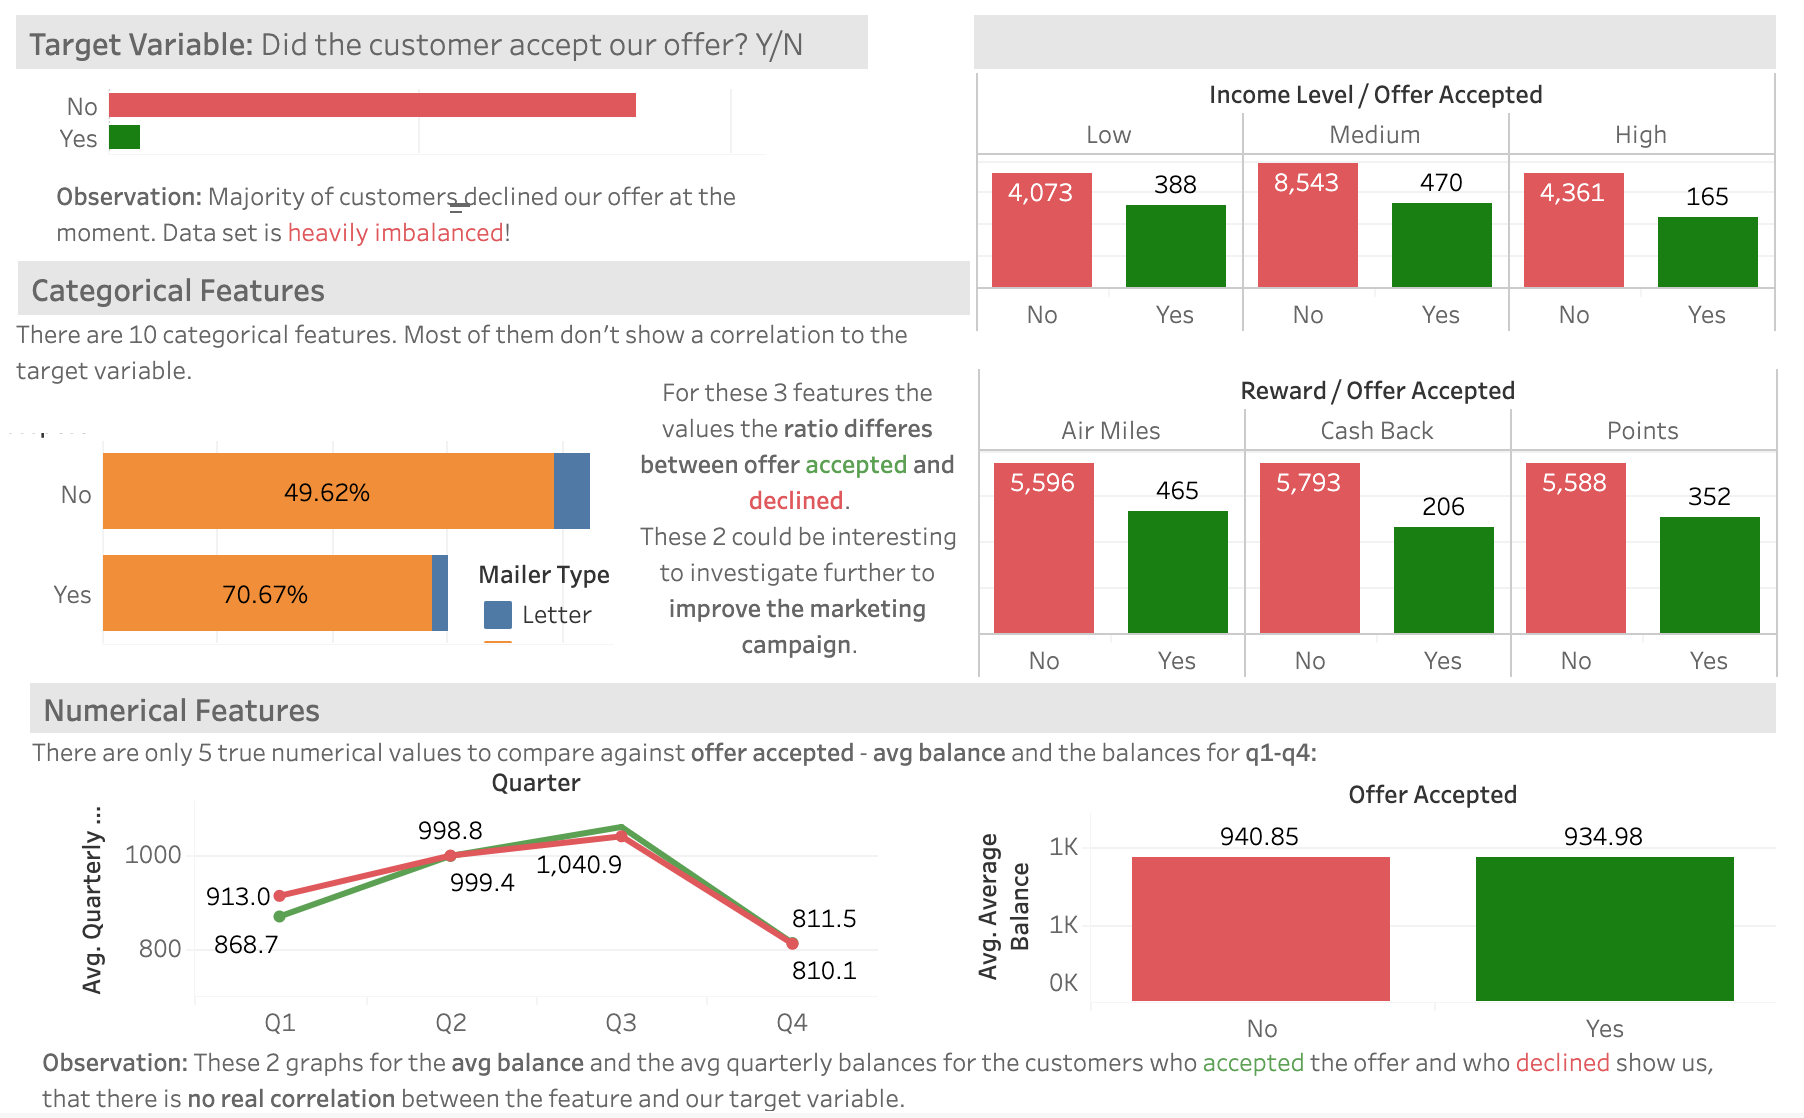 Target Variable: Did the customer accept our offer? Y/N
No
Yes
Observation: Majority of customers declined our offer at the
moment. Data set is heavily imbalanced!
Categorical Features
There are 10 categorical features. Most of them don't show a correlation to the
target variable.
No
49.62%
Yes
70.67%
Mailer Type
Letter
For these 3 features the
values the ratio differes
between offer accepted and
declined.
These 2 could be interesting
to investigate further to
improve the marketing
campaign.
Income Level / Offer Accepted
Low Medium High
4,073 388 8,543 470 4,361 165
No Yes No Yes No Yes
Reward / Offer Accepted
Air Miles Cash Back Points
5,596 465 5,793 206 5,588 352
No Yes No Yes No Yes
Numerical Features
There are only 5 true numerical values to compare against offer accepted - avg balance and the balances for q1-q4:
Quarter
Avg. Quarterly ...
1000
800
913.0
868.7
998.8
999.4
1,040.9
811.5
810.1
Q1 Q2 Q3 Q4
Offer Accepted
Avg. Average
Balance
1K
1K
0K
940.85 934.98
No Yes
Observation: These 2 graphs for the avg balance and the avg quarterly balances for the customers who accepted the offer and who declined show us,
that there is no real correlation between the feature and our target variable.